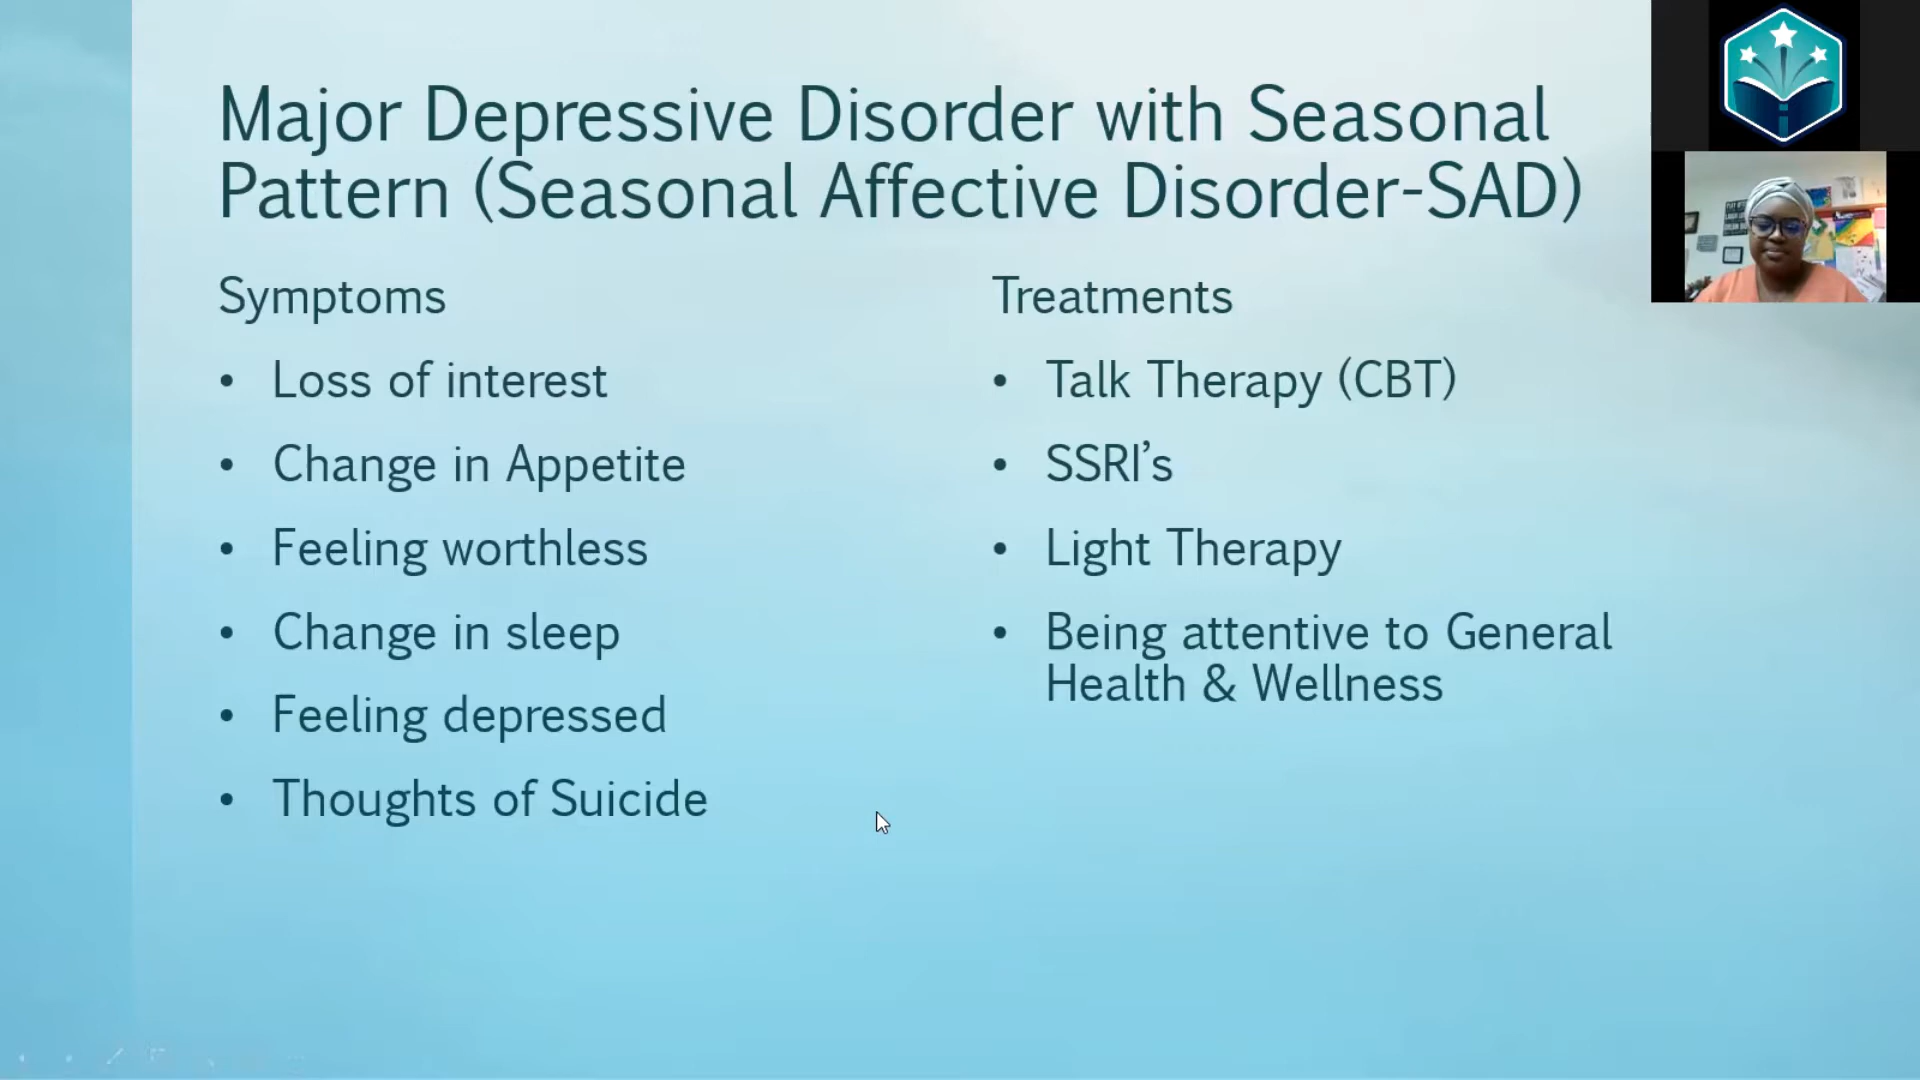 Major Depressive Disorder with Seasonal
Pattern (Seasonal Affective Disorder-SAD)
Symptoms
• Loss of interest
• Change in Appetite
• Feeling worthless
• Change in sleep
• Feeling depressed
• Thoughts of Suicide
Treatments
• Talk Therapy (CBT)
• SSRI’s
• Light Therapy
• Being attentive to General
Health & Wellness